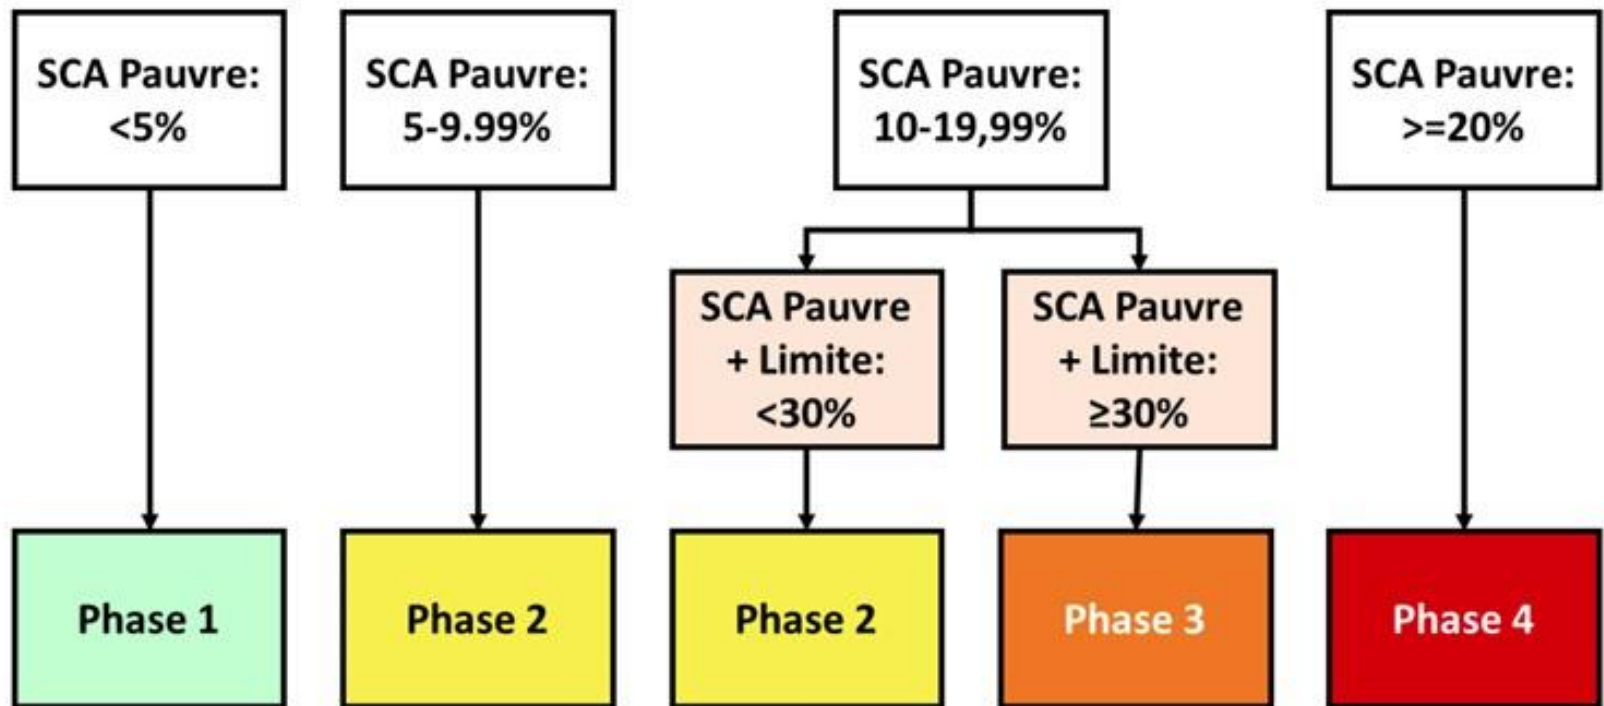 SCA Pauvre:
<5%
SCA Pauvre:
5-9.99%
SCA Pauvre:
10-19,99%
SCA Pauvre:
>=20%
SCA Pauvre
+ Limite:
<30%
SCA Pauvre
+ Limite:
≥30%
Phase 1
Phase 2
Phase 2
Phase 3
Phase 4